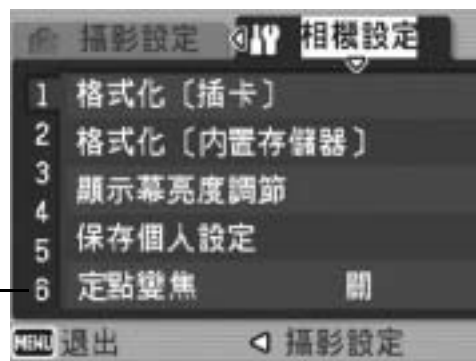 攝影設定 相機設定
1 格式化〔插卡〕
2 格式化〔内置存儲器〕
3 顯示幕亮度調節
4 保存個人設定
5
6 定點變焦 關
MENU 退出 攝影設定